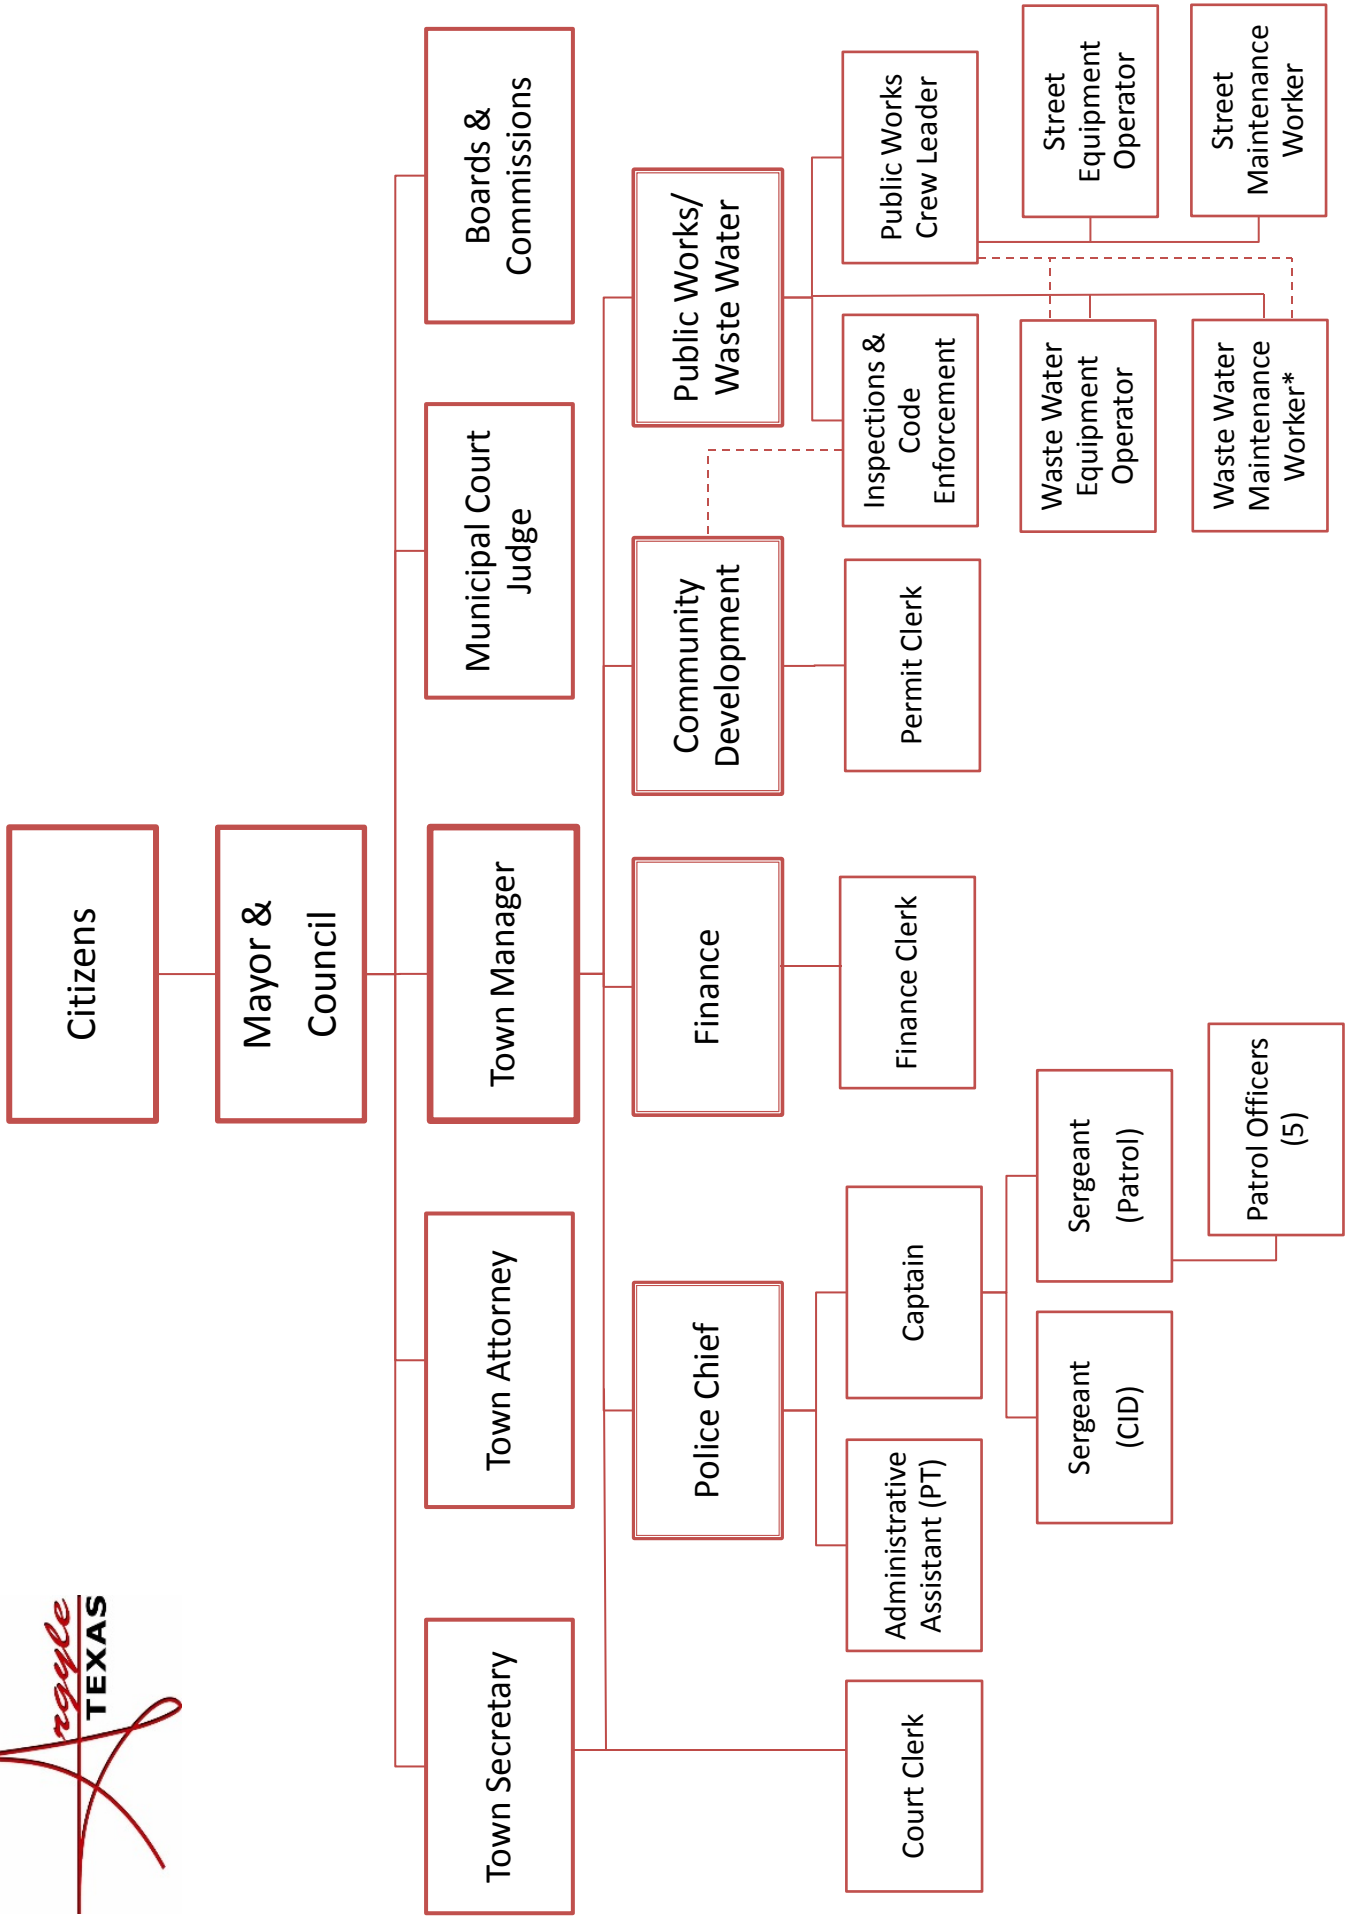 rgyle
TEXAS
Citizens
Mayor &
Council
Town Secretary
Town Attorney
Town Manager
Municipal Court
Judge
Boards &
Commissions
Police Chief
Finance
Community
Development
Public Works/
Waste Water
Court Clerk
Administrative
Assistant (PT)
Captain
Finance Clerk
Permit Clerk
Inspections &
Code
Enforcement
Public Works
Crew Leader
Sergeant
(CID)
Sergeant
(Patrol)
Waste Water
Equipment
Operator
Street
Equipment
Operator
Patrol Officers
(5)
Waste Water
Maintenance
Worker*
Street
Maintenance
Worker